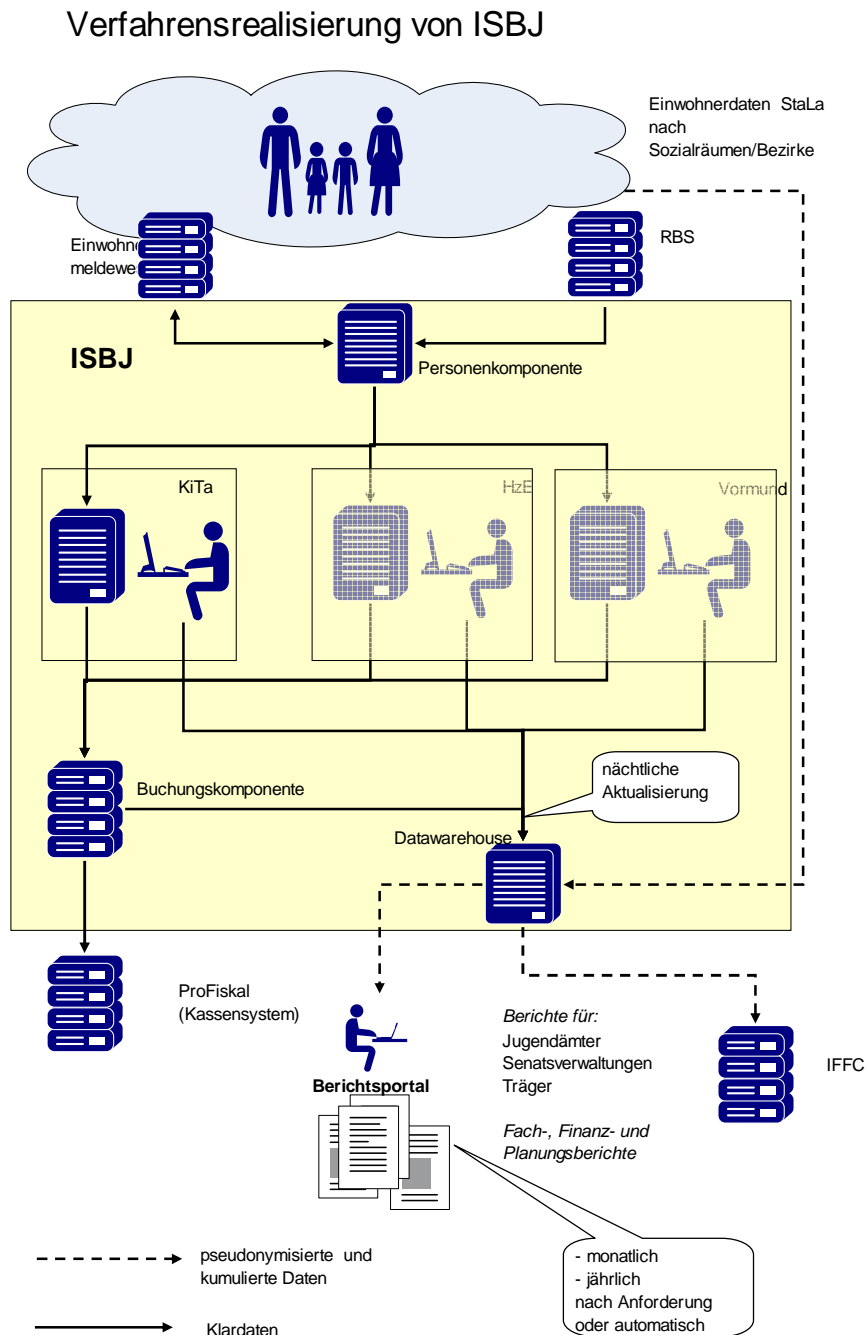 Verfahrensrealisierung von ISBJ
Einwohnerdaten StaLa
nach
Sozialräumen/Bezirke
RBS
meldewe
ISBJ
Personenkomponente
KiTa
HzE
Vormund
Buchungskomponente
nächtliche
Aktualisierung
Datawarehouse
ProFiskal
(Kassensystem)
Berichte für:
Jugendämter
Senatsverwaltungen
Träger
IFFC
Berichtsportal
Fach-, Finanz- und
Planungsberichte
pseudonymisierte und
kumulierte Daten
- monatlich
- jährlich
nach Anforderung
oder automatisch
Klardaten